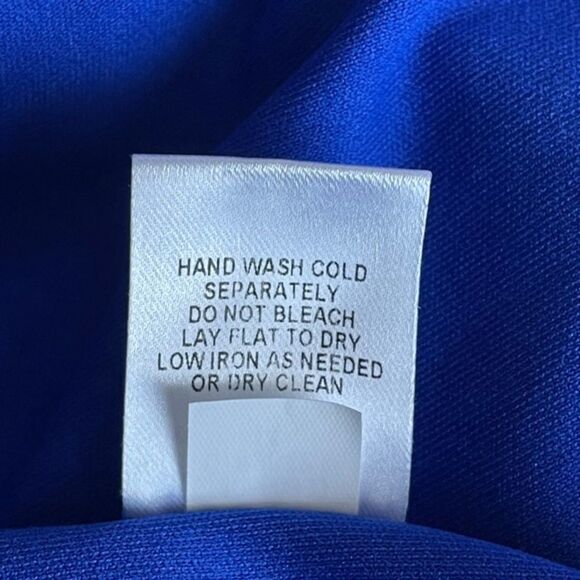 HAND WASH COLD
SEPARATELY
DO NOT BLEACH
LAY FLAT TO DRY
LOW IRON AS NEEDED
OR DRY CLEAN